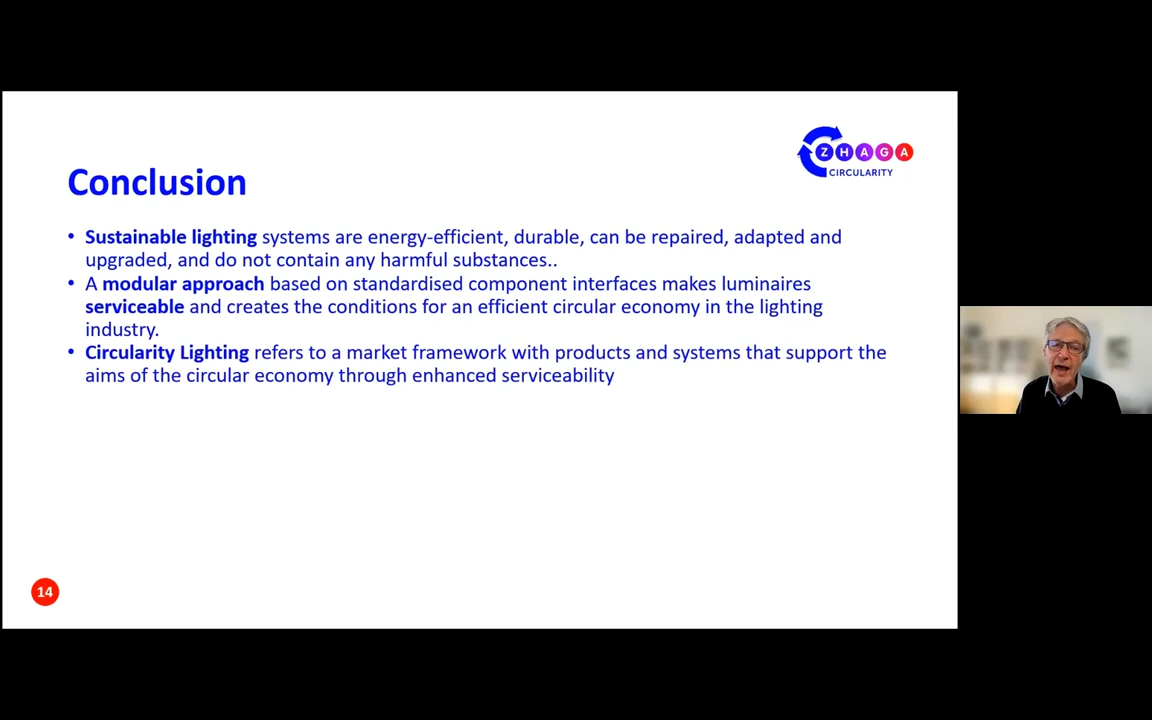 ZHAGA
CIRCULARITY
Conclusion
• Sustainable lighting systems are energy-efficient, durable, can be repaired, adapted and
upgraded, and do not contain any harmful substances..
• A modular approach based on standardised component interfaces makes luminaires
serviceable and creates the conditions for an efficient circular economy in the lighting
industry.
• Circularity Lighting refers to a market framework with products and systems that support the
aims of the circular economy through enhanced serviceability
14